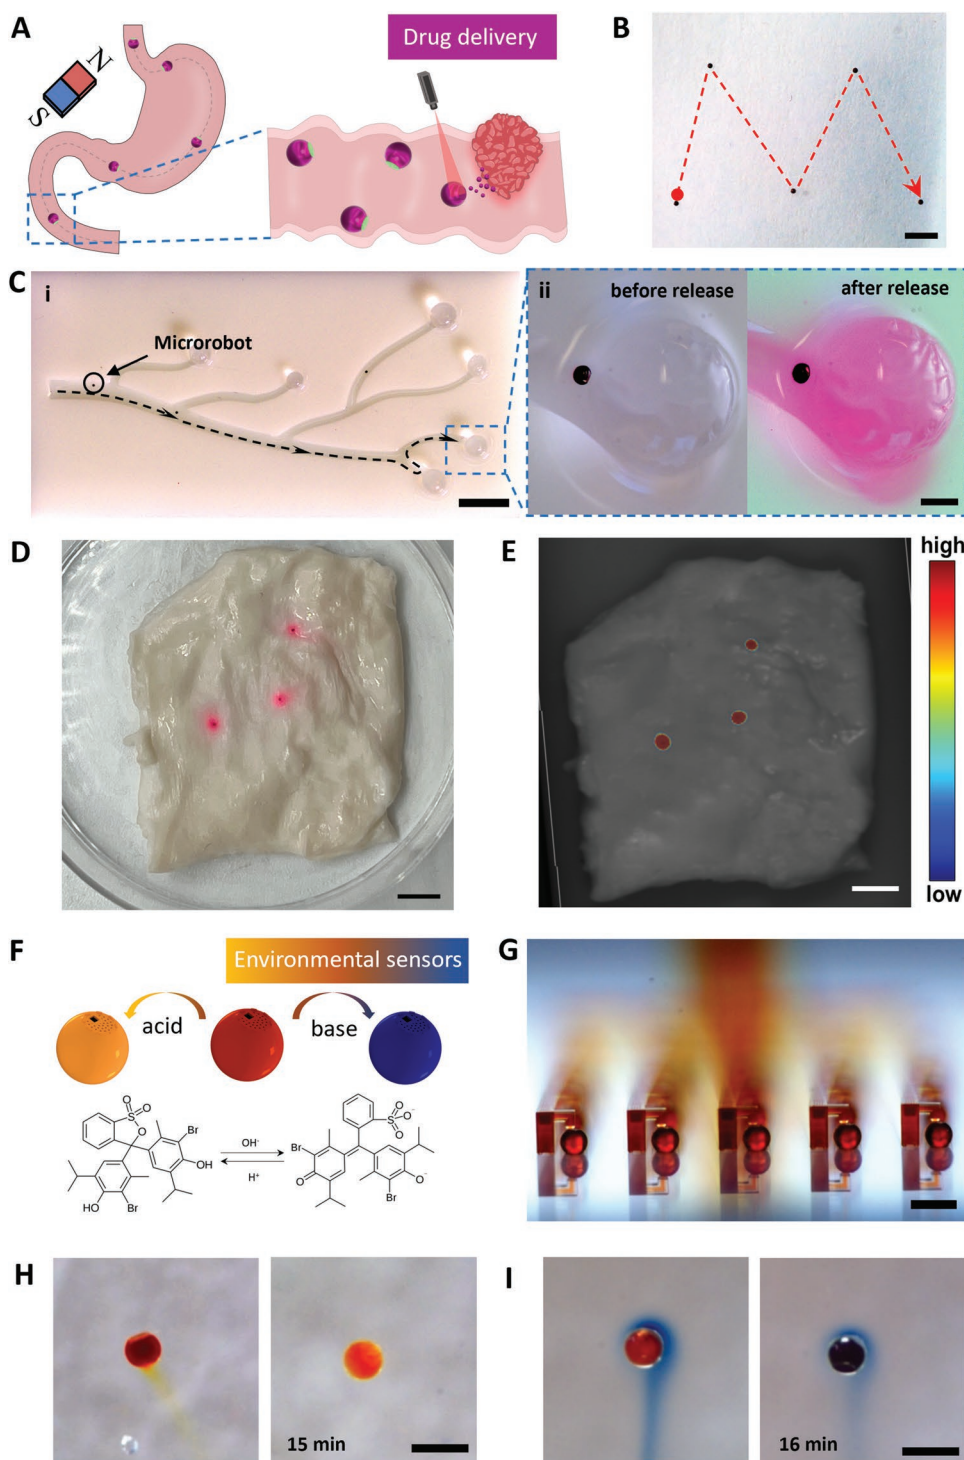 A
N
S
Drug delivery
B
C
i
Microrobot
ii
before release
after release
D
E
high
low
F
Environmental sensors
acid
base
G
O
O
S
O
Br
OH
HO
Br
OH⁻
H⁺
O
S
O⁻
O
Br
O
Br
O⁻
H
15 min
I
16 min